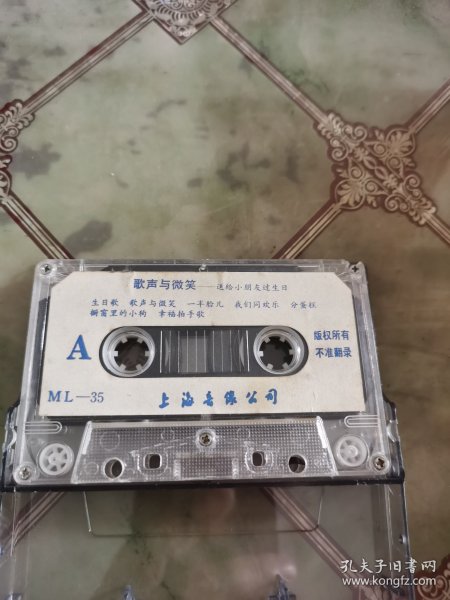 歌声与微笑——送给小朋友过生日
生日歌 歌声与微笑 一半脸儿 我们同欢乐 分蛋糕
橱窗里的小狗 幸福拍手歌
A
版权所有
不准翻录
ML—35
上海音像公司
孔夫子旧书网
www.kongfz.com